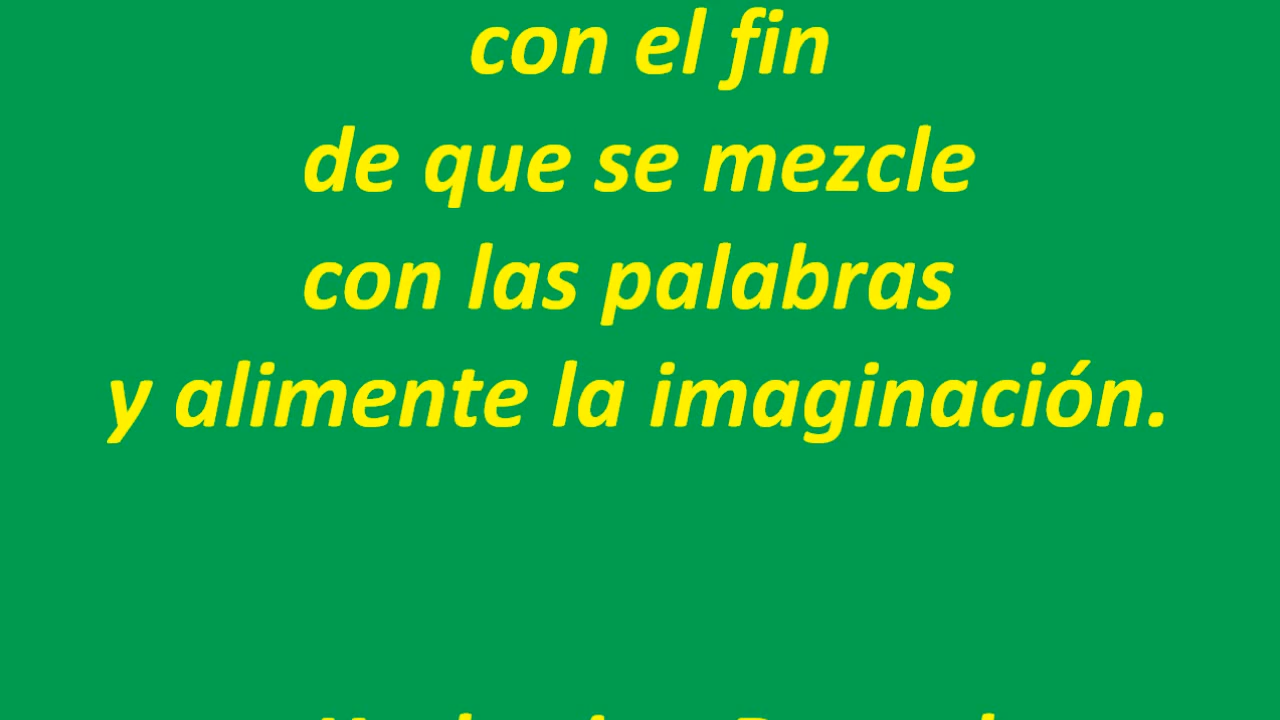 con el fin
de que se mezcle
con las palabras
y alimente la imaginación.